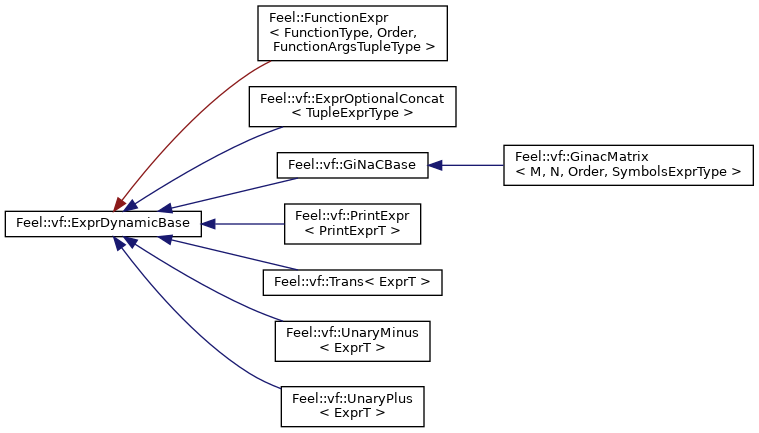 Feel::FunctionExpr
< FunctionType, Order,
FunctionArgsTupleType >
Feel::vf::ExprOptionalConcat
< TupleExprType >
Feel::vf::GiNaCBase
Feel::vf::GinacMatrix
< M, N, Order, SymbolsExprType >
Feel::vf::ExprDynamicBase
Feel::vf::PrintExpr
< PrintExprT >
Feel::vf::Trans< ExprT >
Feel::vf::UnaryMinus
< ExprT >
Feel::vf::UnaryPlus
< ExprT >